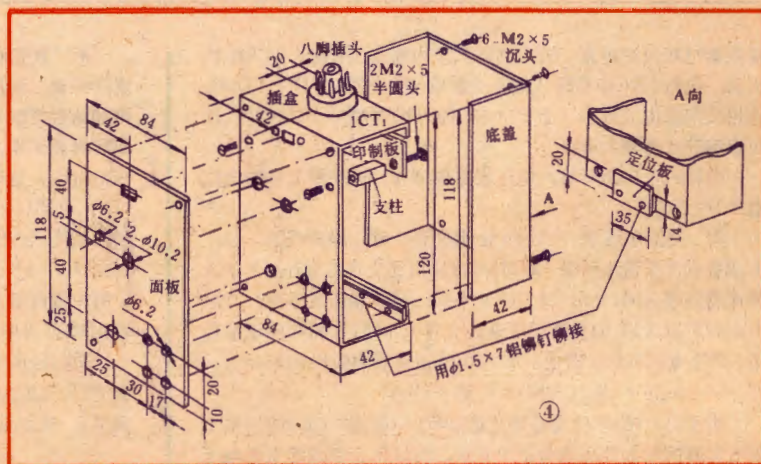 八脚插头
20
插盒
42
1CT₁
2M2×5
半圆头
6-M2×5
沉头
印制板
支柱
底盖
118
120
A
84
42
42
用φ1.5×7铝铆钉铆接
A向
定位板
20
35
14
84
42
118
40
5
40
25
φ6.2
2-φ10.2
面板
φ6.2
25
30
17
20
10
④